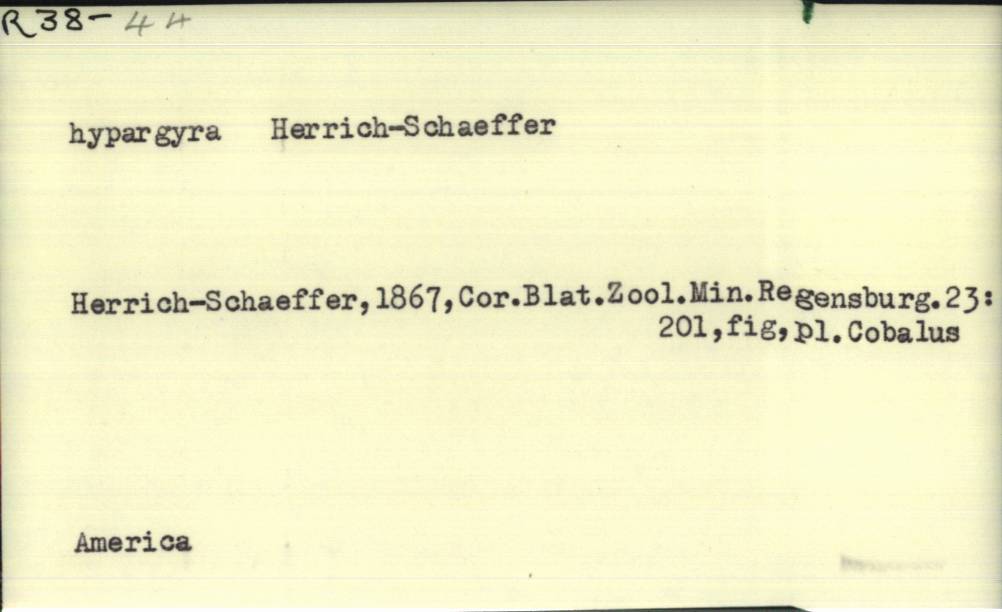 R38-44
hypargyra Herrich-Schaeffer
Herrich-Schaeffer,1867,Cor.Blat.Zool.Min.Regensburg.23:
201,fig,pl.Cobalus
America